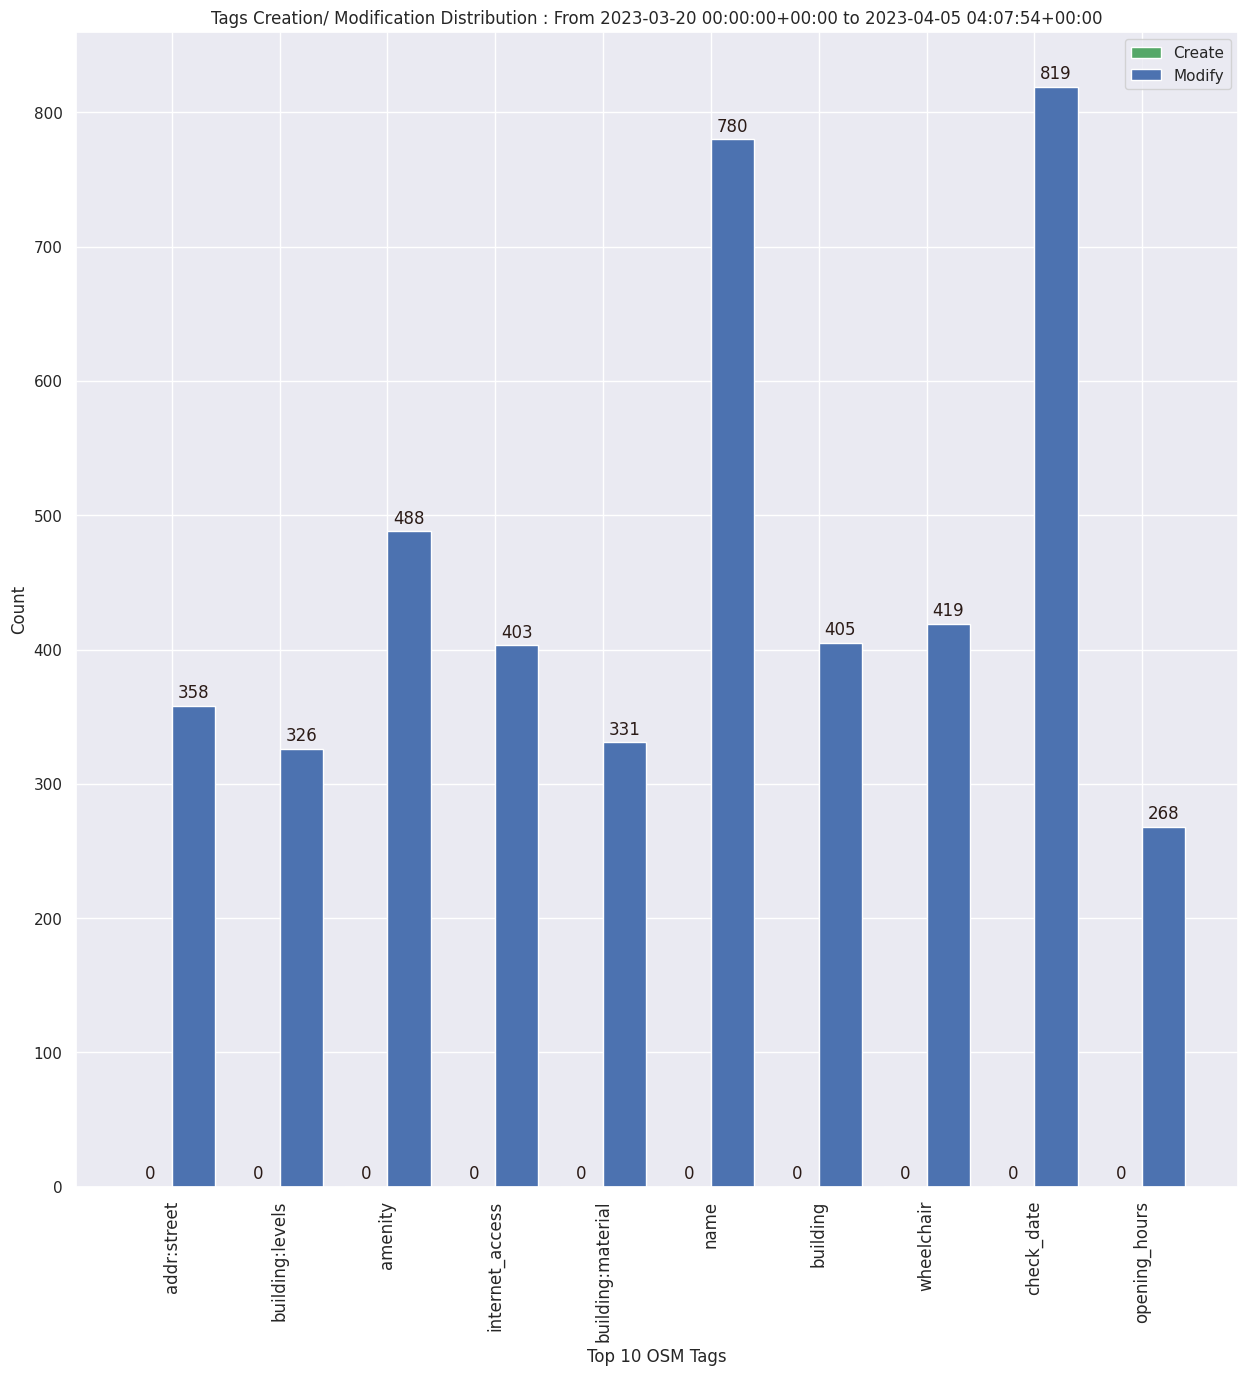 Tags Creation/ Modification Distribution : From 2023-03-20 00:00:00+00:00 to 2023-04-05 04:07:54+00:00
Create
Modify
Count
800
700
600
500
400
300
200
100
0
0
358
0
326
0
488
0
403
0
331
0
780
0
405
0
419
0
819
0
268
addr:street
building:levels
amenity
internet_access
building:material
name
building
wheelchair
check_date
opening_hours
Top 10 OSM Tags